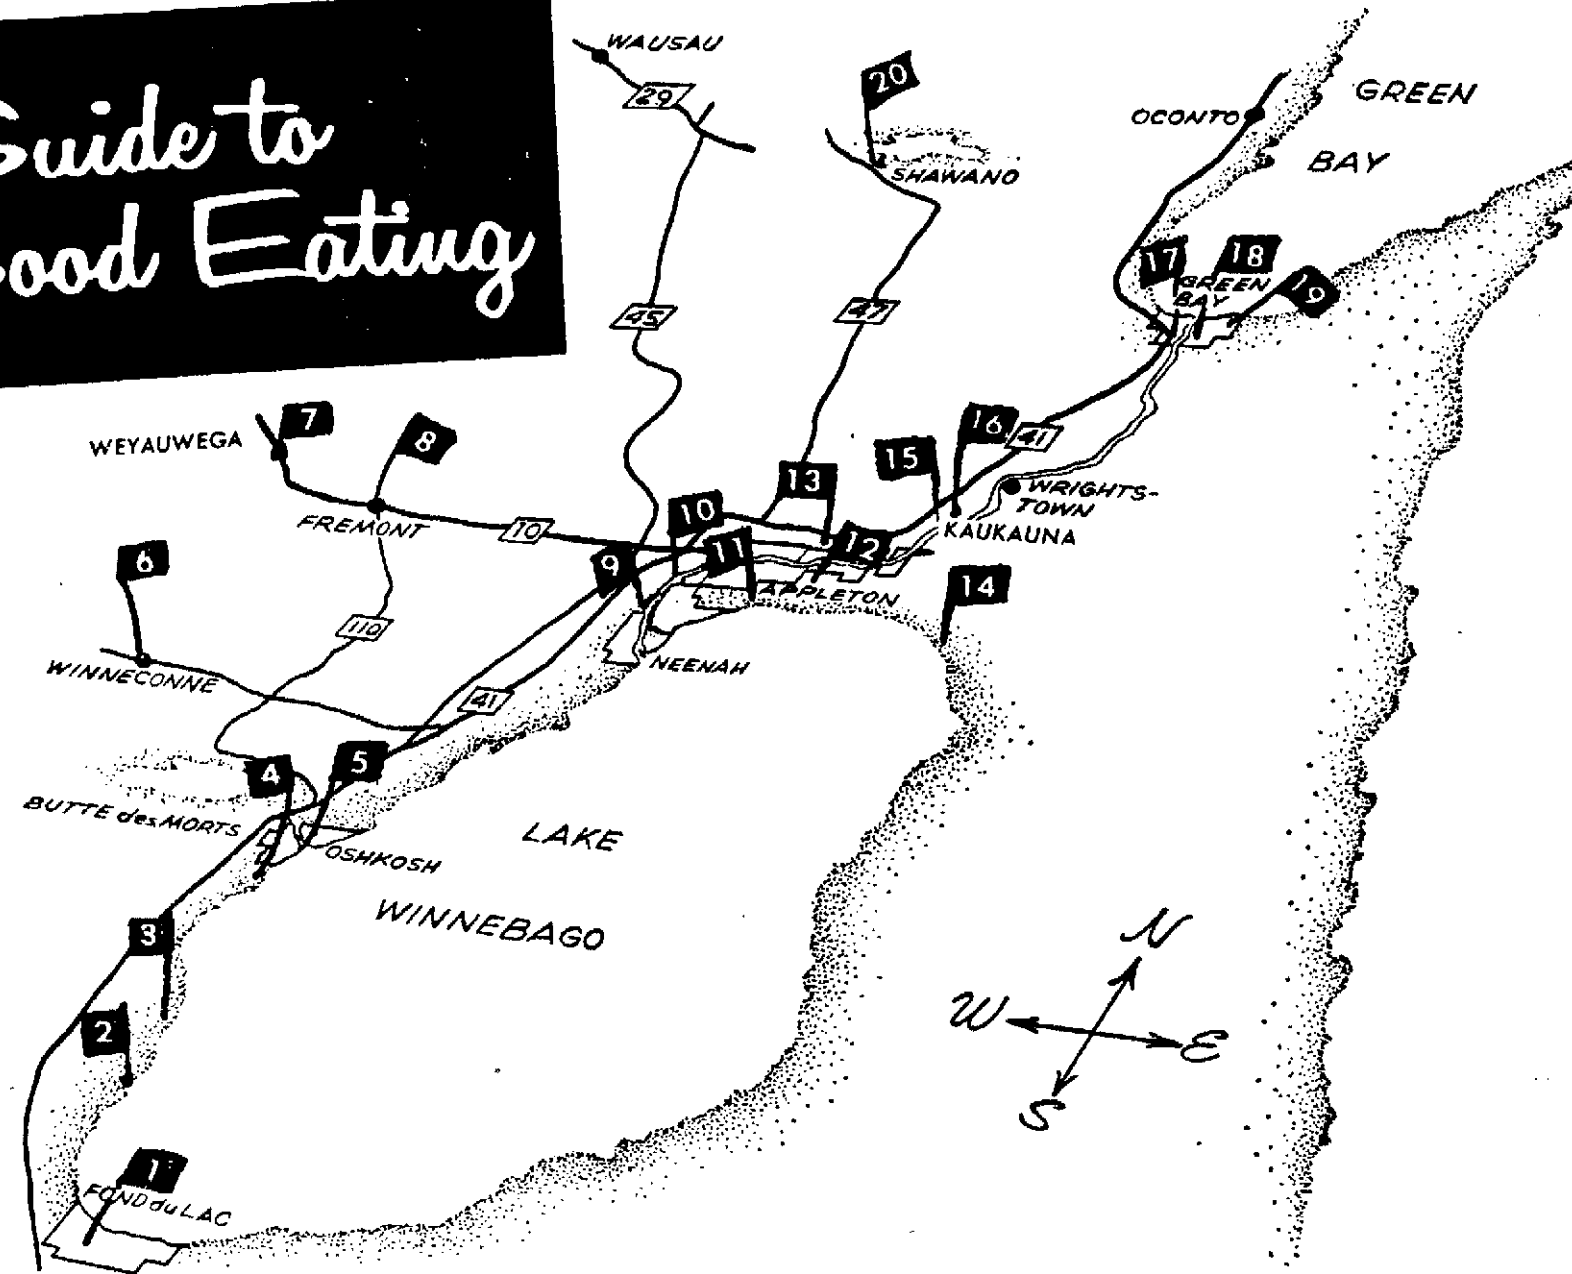 Guide to
Good Eating
WAUSAU
29
20
SHAWANO
OCONTO
GREEN
BAY
45
47
17
18
19
GREEN
BAY
WEYAUWEGA
7
8
FREMONT
10
13
15
16
41
WRIGHTS-
TOWN
KAUKAUNA
6
WINNECONNE
110
9
10
11
12
APPLETON
14
NEENAH
41
4
5
BUTTE des MORTS
OSHKOSH
LAKE
WINNEBAGO
3
2
N
W
E
S
1
FOND du LAC